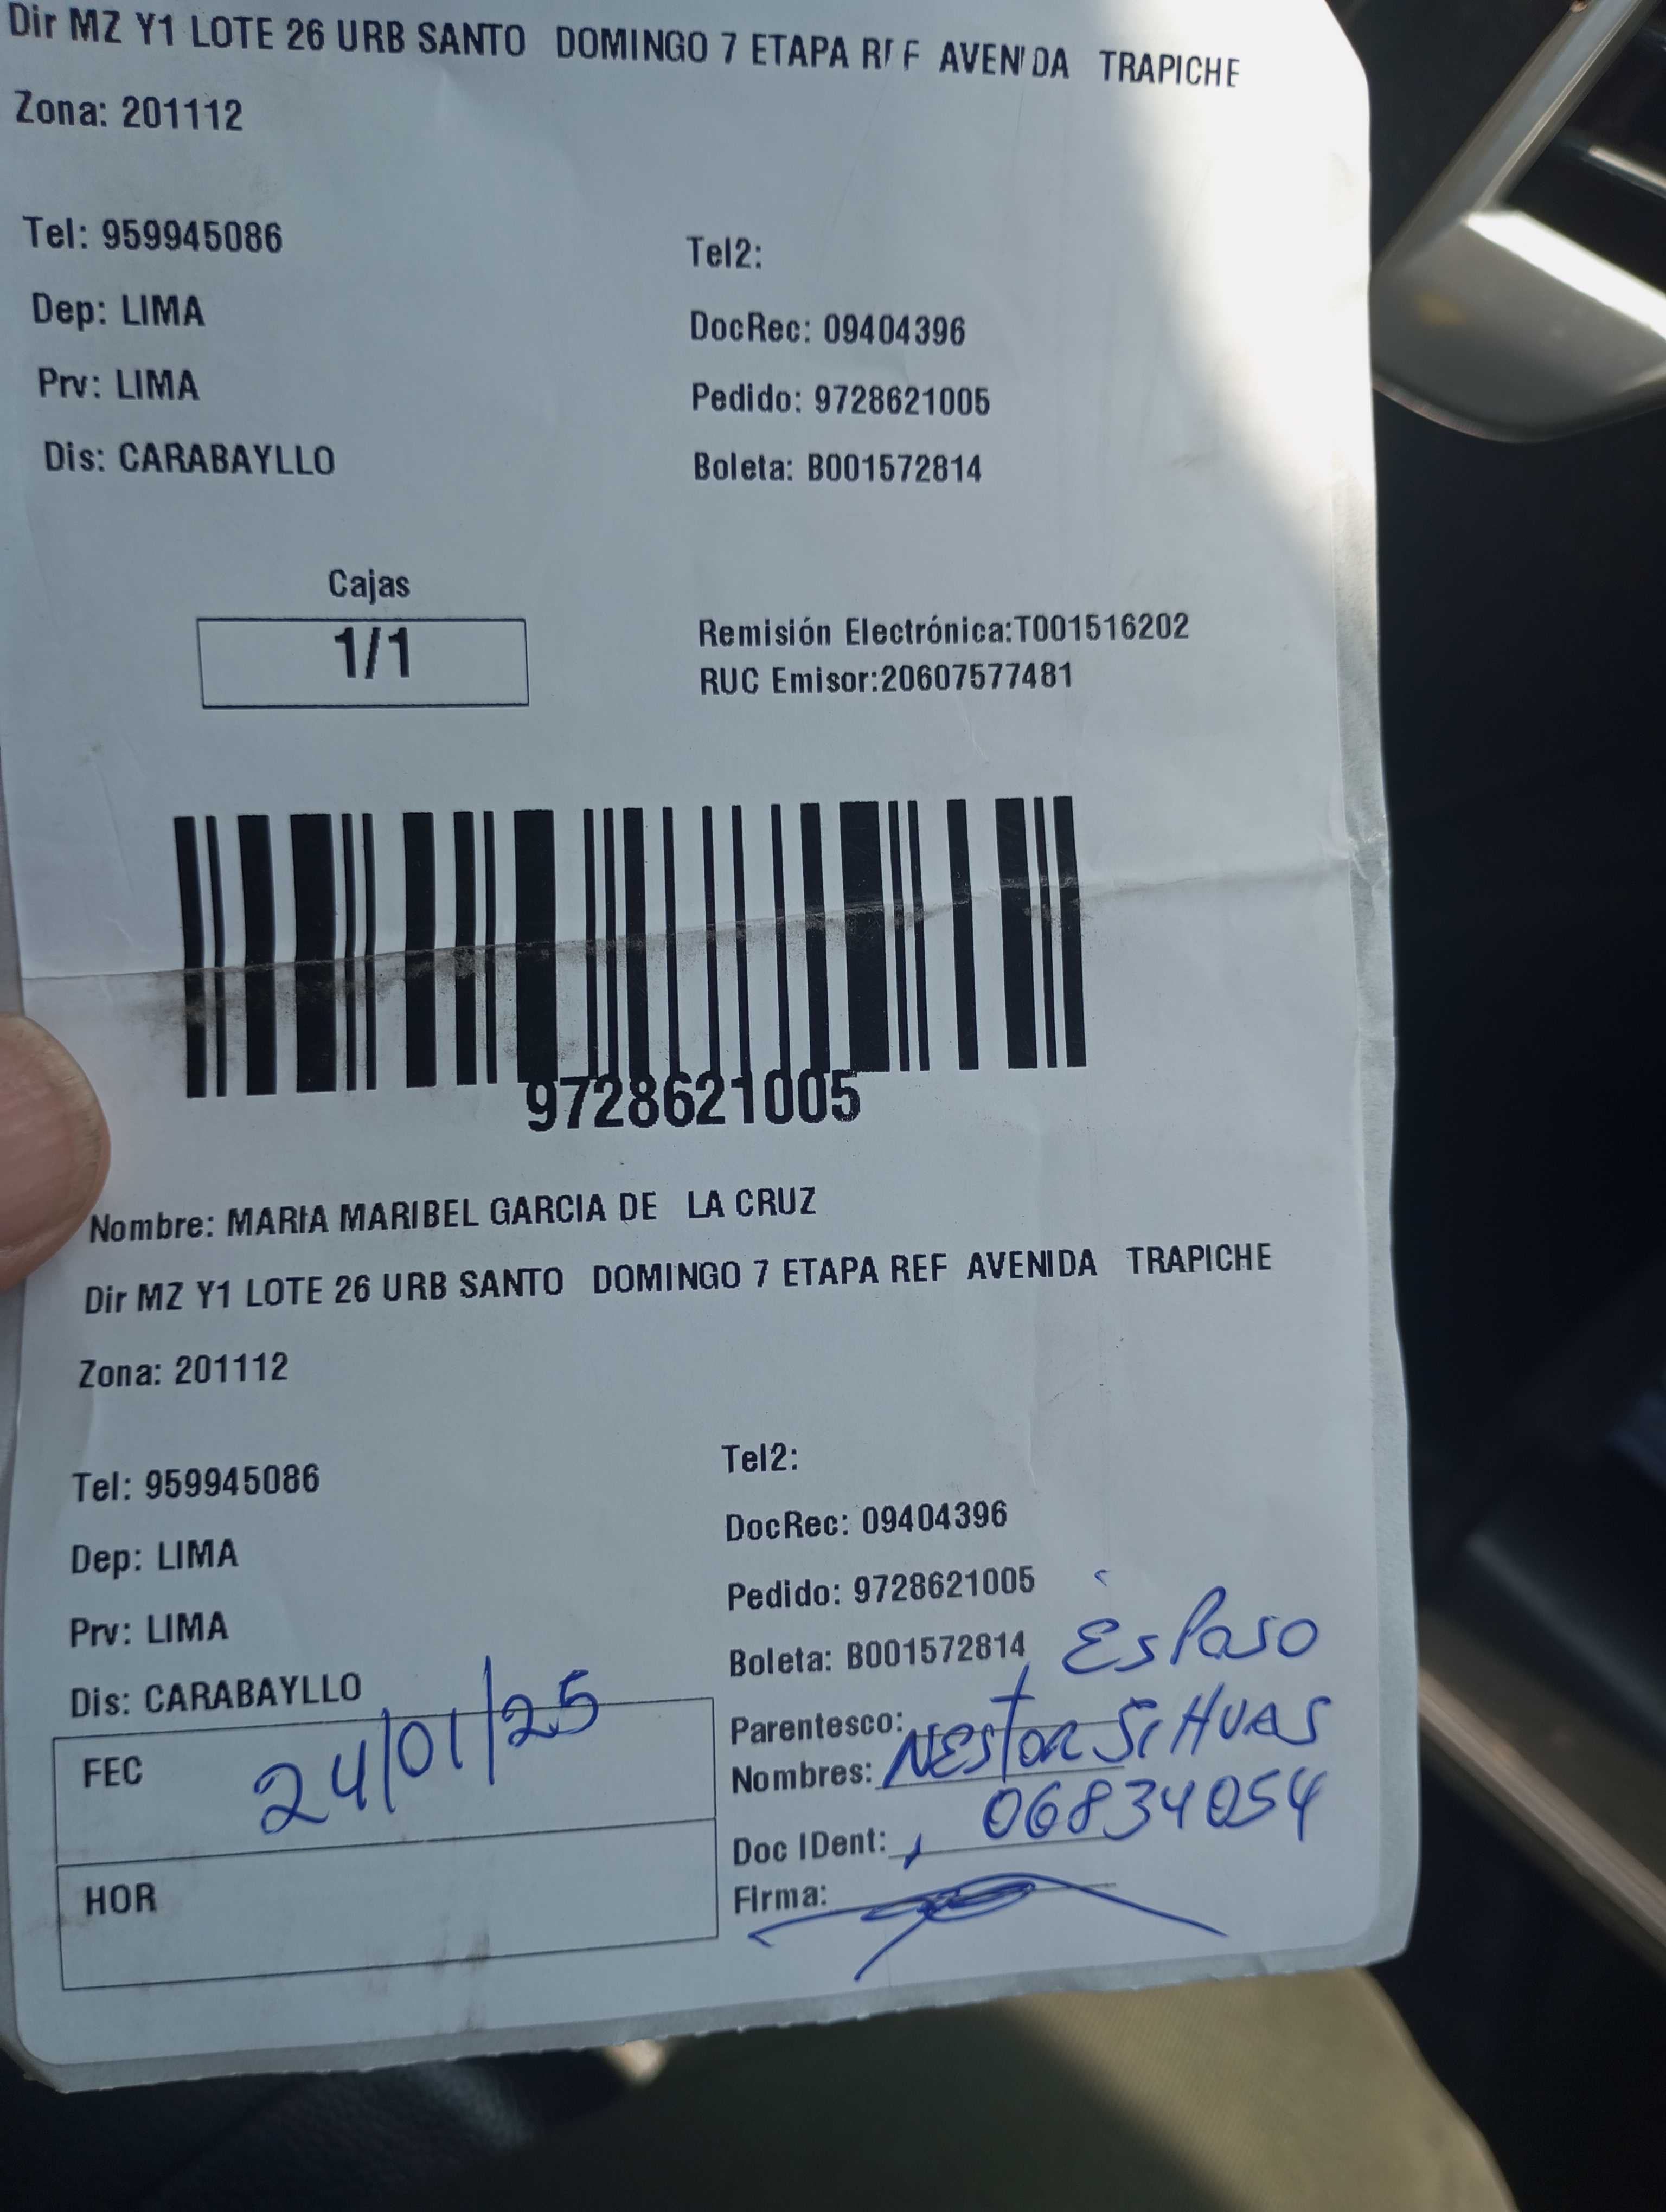 Dir MZ Y1 LOTE 26 URB SANTO DOMINGO 7 ETAPA REF AVENIDA TRAPICHE
Zona: 201112
Tel: 959945086
Tel2:
Dep: LIMA
DocRec: 09404396
Prv: LIMA
Pedido: 9728621005
Dis: CARABAYLLO
Boleta: B001572814
Cajas
1/1
Remisión Electrónica:T001516202
RUC Emisor:20607577481
9728621005
Nombre: MARIA MARIBEL GARCIA DE LA CRUZ
Dir MZ Y1 LOTE 26 URB SANTO DOMINGO 7 ETAPA REF AVENIDA TRAPICHE
Zona: 201112
Tel: 959945086
Tel2:
Dep: LIMA
DocRec: 09404396
Prv: LIMA
Pedido: 9728621005
Dis: CARABAYLLO
Boleta: B001572814
FEC 24/01/25
HOR
Parentesco: Esposo
Nombres: NEstOR SiHUAS
Doc IDent: 06834054
Firma: